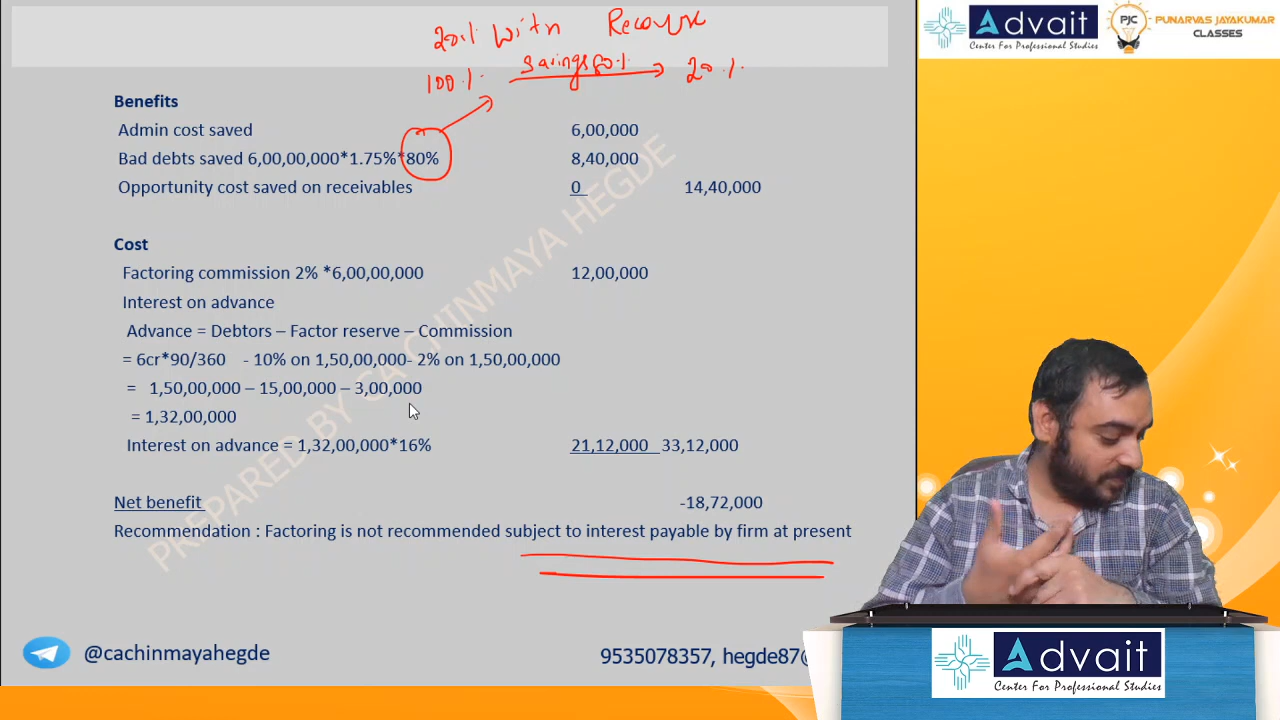 20% With Recourse
100% savings 80% 20%
Benefits
Admin cost saved 6,00,000
Bad debts saved 6,00,00,000*1.75%*80% 8,40,000
Opportunity cost saved on receivables 0 14,40,000
Cost
Factoring commission 2% *6,00,00,000 12,00,000
Interest on advance
Advance = Debtors – Factor reserve – Commission
= 6cr*90/360 - 10% on 1,50,00,000- 2% on 1,50,00,000
= 1,50,00,000 – 15,00,000 – 3,00,000
= 1,32,00,000
Interest on advance = 1,32,00,000*16% 21,12,000 33,12,000
Net benefit -18,72,000
Recommendation : Factoring is not recommended subject to interest payable by firm at present
PREPARED BY CA CHINMAYA HEGDE
@cachinmayahegde
9535078357, hegde87@
Advait
Center For Professional Studies
PJC
PUNARVAS JAYAKUMAR
CLASSES
Advait
Center For Professional Studies